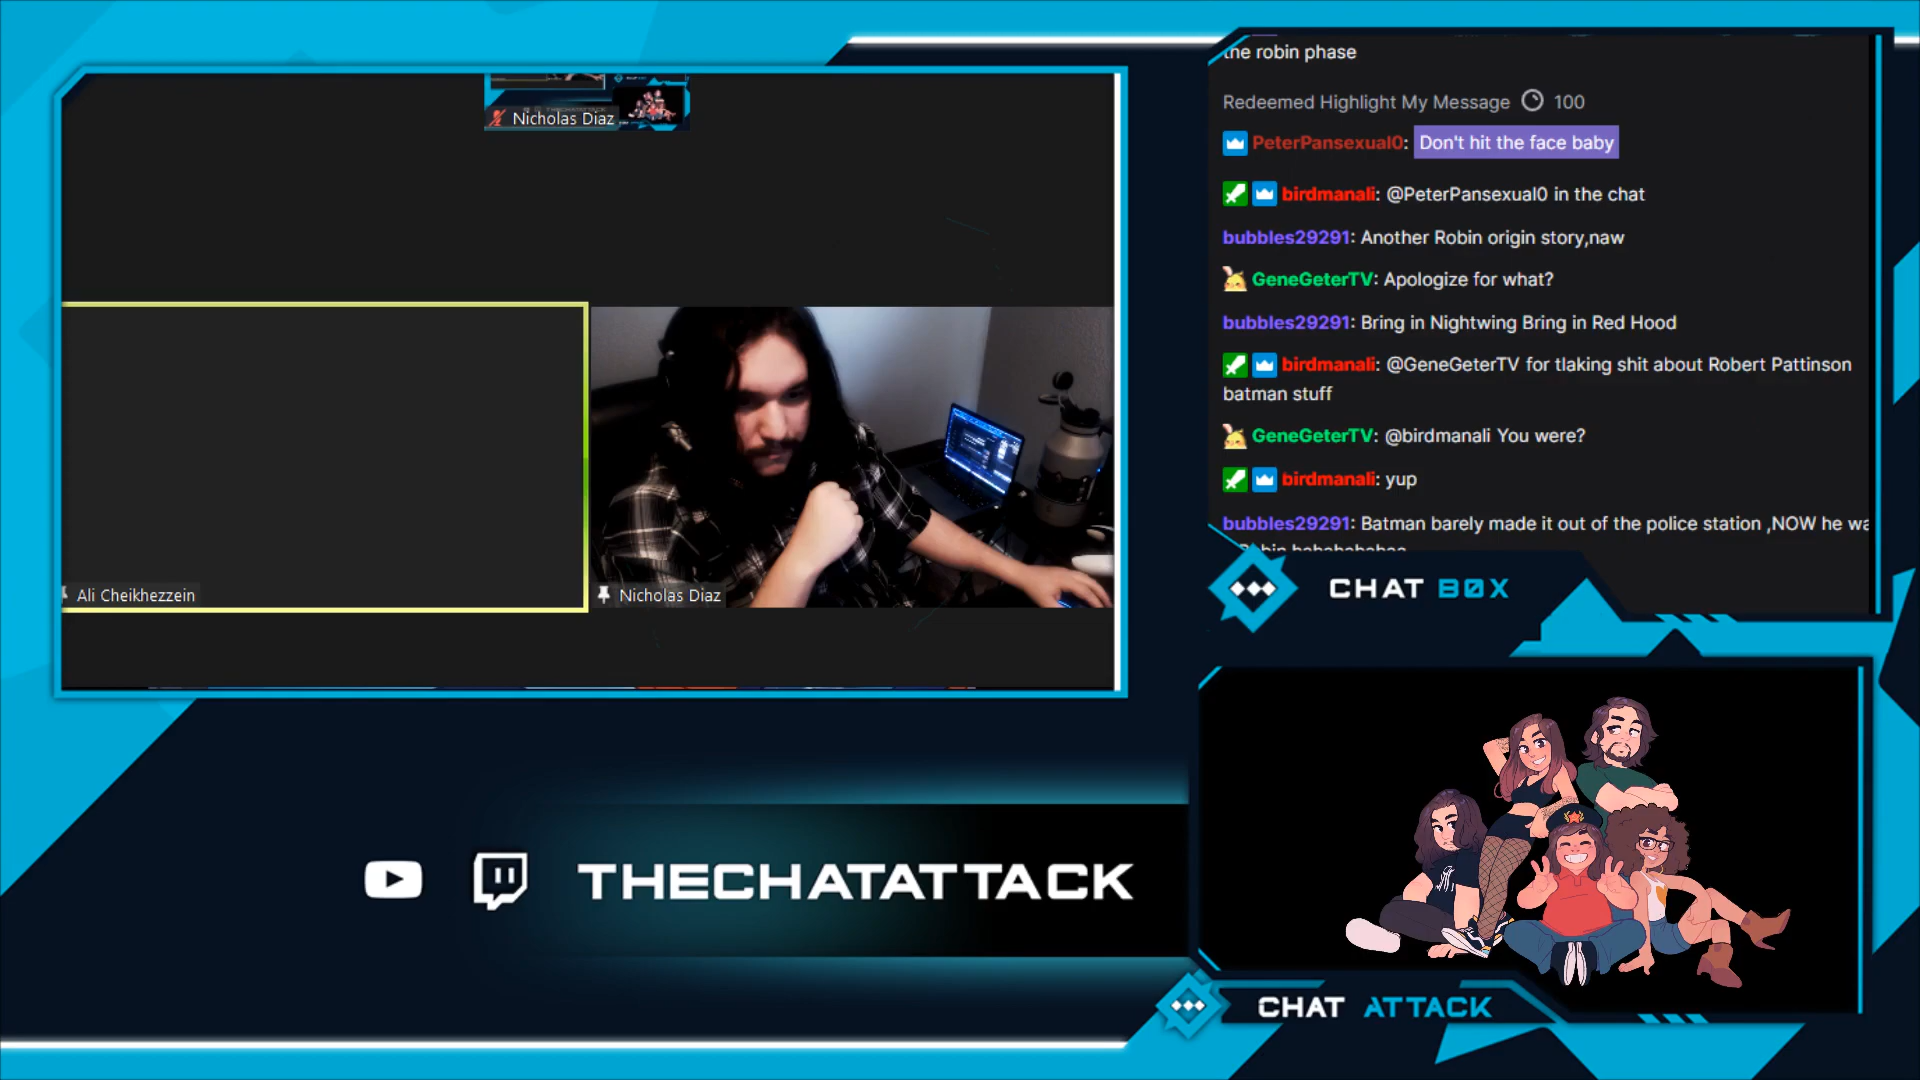 Nicholas Diaz
Ali Cheikhezzein
Nicholas Diaz
the robin phase
Redeemed Highlight My Message 100
PeterPansexual0: Don't hit the face baby
birdmanali: @PeterPansexual0 in the chat
bubbles29291: Another Robin origin story,naw
GeneGeterTV: Apologize for what?
bubbles29291: Bring in Nightwing Bring in Red Hood
birdmanali: @GeneGeterTV for tlaking shit about Robert Pattinson
batman stuff
GeneGeterTV: @birdmanali You were?
birdmanali: yup
bubbles29291: Batman barely made it out of the police station ,NOW he wa
CHAT BOX
THECHATATTACK
CHAT ATTACK